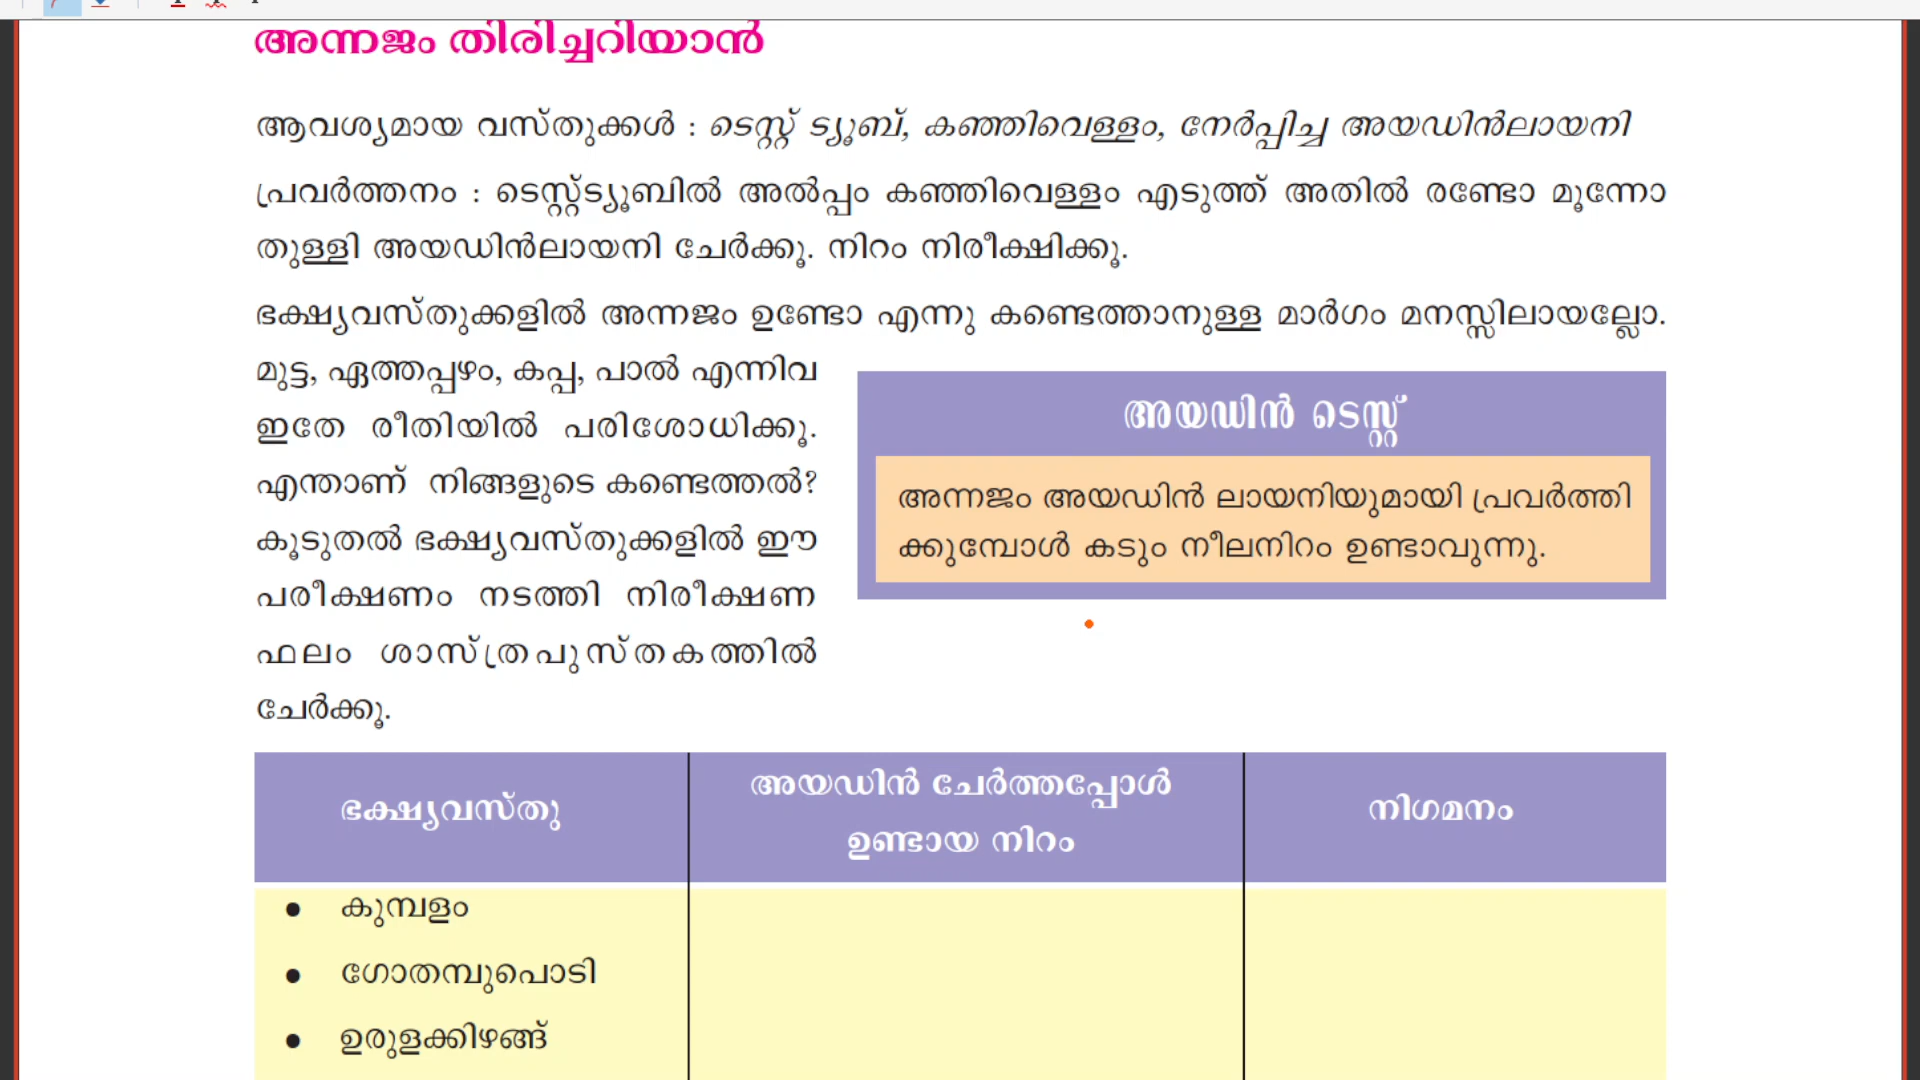 അന്നജം തിരിച്ചറിയാൻ
ആവശ്യമായ വസ്തുക്കൾ : ടെസ്റ്റ് ട്യൂബ്, കഞ്ഞിവെള്ളം, നേർപ്പിച്ച അയഡിൻലായനി
പ്രവർത്തനം : ടെസ്റ്റ്ട്യൂബിൽ അൽപ്പം കഞ്ഞിവെള്ളം എടുത്ത് അതിൽ രണ്ടോ മൂന്നോ
തുള്ളി അയഡിൻലായനി ചേർക്കൂ. നിറം നിരീക്ഷിക്കൂ.
ഭക്ഷ്യവസ്തുക്കളിൽ അന്നജം ഉണ്ടോ എന്നു കണ്ടെത്താനുള്ള മാർഗം മനസ്സിലായല്ലോ.
മുട്ട, ഏത്തപ്പഴം, കപ്പ, പാൽ എന്നിവ
ഇതേ രീതിയിൽ പരിശോധിക്കൂ.
എന്താണ് നിങ്ങളുടെ കണ്ടെത്തൽ?
കൂടുതൽ ഭക്ഷ്യവസ്തുക്കളിൽ ഈ
പരീക്ഷണം നടത്തി നിരീക്ഷണ
ഫലം ശാസ്ത്രപുസ്തകത്തിൽ
ചേർക്കൂ.
അയഡിൻ ടെസ്റ്റ്
അന്നജം അയഡിൻ ലായനിയുമായി പ്രവർത്തി
ക്കുമ്പോൾ കടും നീലനിറം ഉണ്ടാവുന്നു.
ഭക്ഷ്യവസ്തു
അയഡിൻ ചേർത്തപ്പോൾ
ഉണ്ടായ നിറം
നിഗമനം
• കുമ്പളം
• ഗോതമ്പുപൊടി
• ഉരുളക്കിഴങ്ങ്